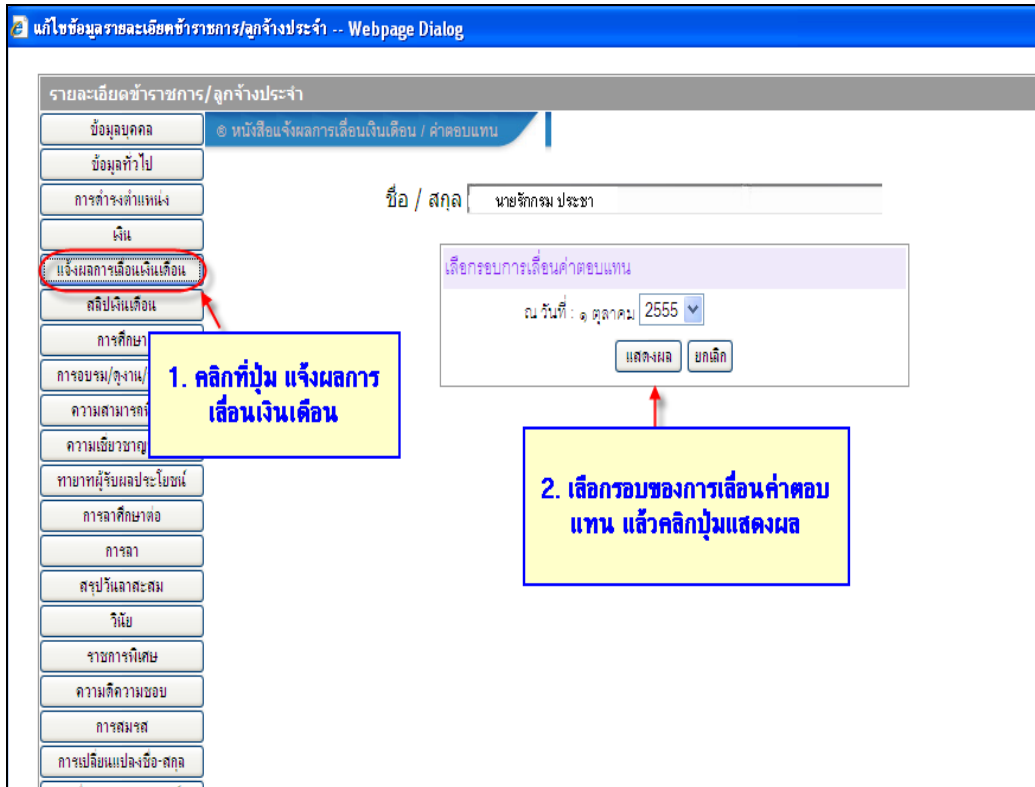 แก้ไขข้อมูลรายละเอียดข้าราชการ/ลูกจ้างประจำ -- Webpage Dialog
รายละเอียดข้าราชการ/ลูกจ้างประจำ
ข้อมูลบุคคล
๏ หนังสือแจ้งผลการเลื่อนเงินเดือน / ค่าตอบแทน
ข้อมูลทั่วไป
การดำรงตำแหน่ง
ชื่อ / สกุล นายรักกรม ประชา
เงิน
แจ้งผลการเลื่อนเงินเดือน
เลือกรอบการเลื่อนค่าตอบแทน
สลิปเงินเดือน
ณ วันที่ : ๑ ตุลาคม 2555
การศึกษา
แสดงผล ยกเลิก
การอบรม/ดูงาน/
1. คลิกที่ปุ่ม แจ้งผลการ
เลื่อนเงินเดือน
ความสามารถ
ความเชี่ยวชาญ
ทายาทผู้รับผลประโยชน์
2. เลือกรอบของการเลื่อนค่าตอบ
แทน แล้วคลิกปุ่มแสดงผล
การลาศึกษาต่อ
การลา
สรุปวันลาสะสม
วินัย
ราชการพิเศษ
ความดีความชอบ
การสมรส
การเปลี่ยนแปลงชื่อ-สกุล